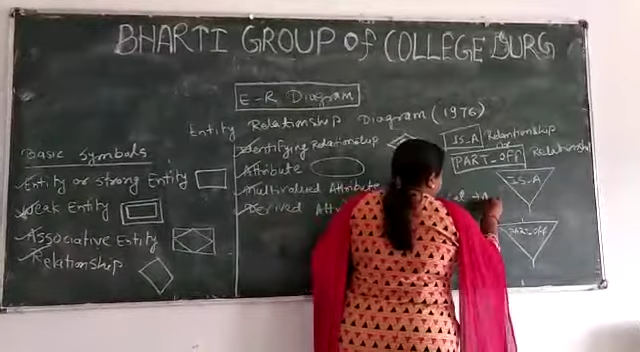 BHARTI GROUP OF COLLEGE DURG
E-R Diagram
Entity Relationship Diagram (1976)
Basic Symbols
Entity or strong Entity
Weak Entity
Associative Entity
Relationship
Identifying Relationship
Attribute
Multivalued Attribute
Derived
IS-A Relationship
or
PART-OFF Relationship
IS-A
PART-OFF